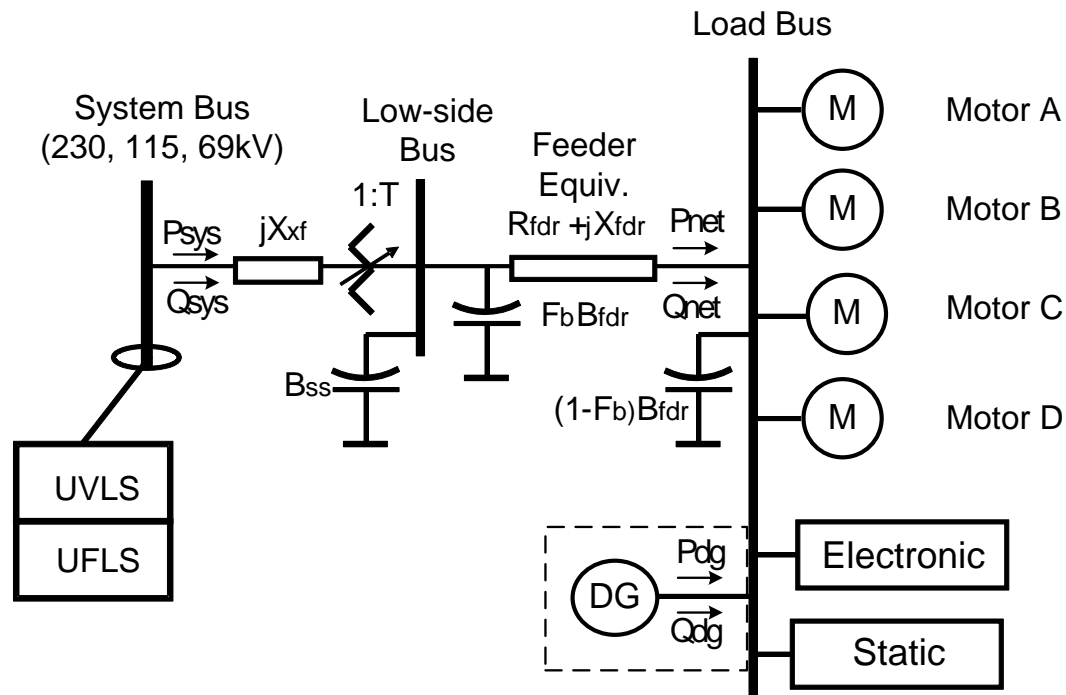 Load Bus
System Bus
(230, 115, 69kV)
Low-side
Bus
Feeder
Equiv.
1:T
Psys
jXxf
Rfdr +jXfdr
Pnet
Qsys
Qnet
FbBfdr
Bss
(1-Fb)Bfdr
M
Motor A
M
Motor B
M
Motor C
M
Motor D
UVLS
UFLS
Pdg
DG
Qdg
Electronic
Static